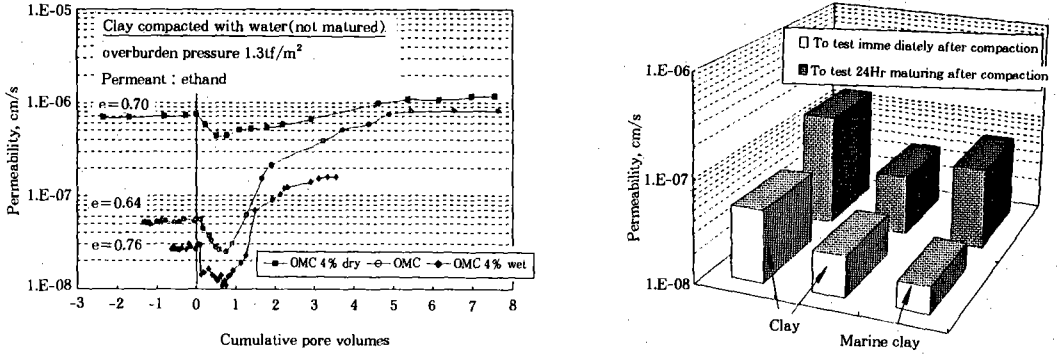 Clay compacted with water(not matured)
overburden pressure 1.3tf/m²
Permeant : ethand
e=0.70
e=0.64
e=0.76
OMC 4% dry OMC OMC 4% wet
1.E-05
1.E-06
1.E-07
1.E-08
Permeability, cm/s
-3 -2 -1 0 1 2 3 4 5 6 7 8
Cumulative pore volumes
To test imme diately after compaction
To test 24Hr maturing after compaction
1.E-06
1.E-07
1.E-08
Permeability, cm/s
Clay
Marine clay